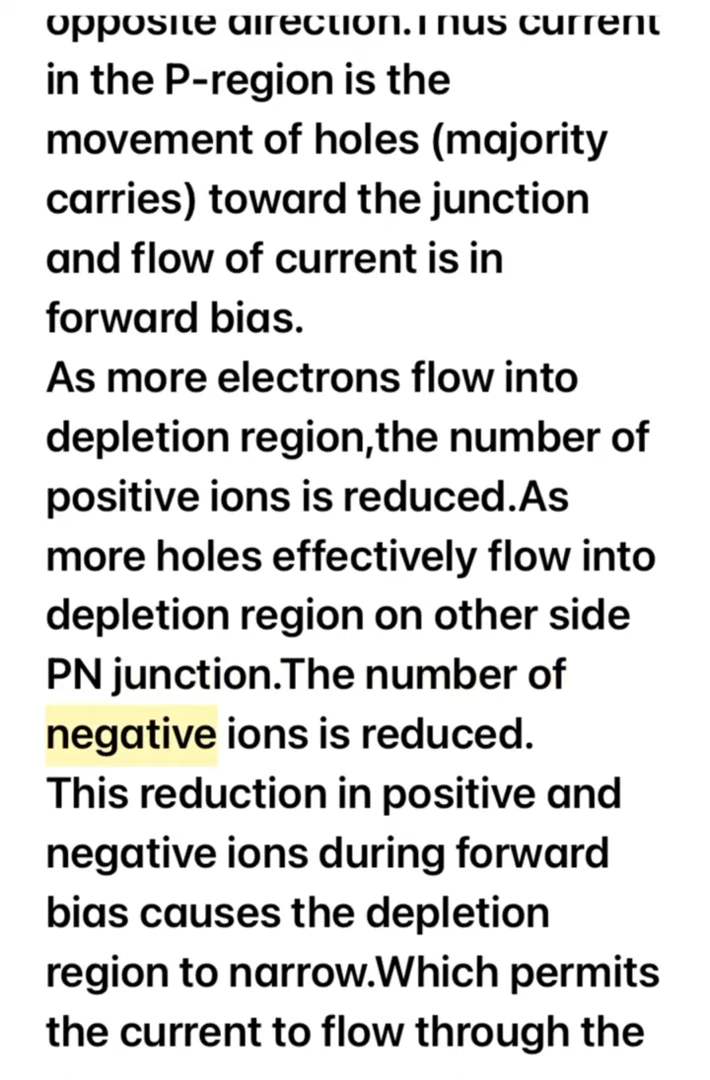 opposite direction.Thus current
in the P-region is the
movement of holes (majority
carries) toward the junction
and flow of current is in
forward bias.
As more electrons flow into
depletion region,the number of
positive ions is reduced.As
more holes effectively flow into
depletion region on other side
PN junction.The number of
negative ions is reduced.
This reduction in positive and
negative ions during forward
bias causes the depletion
region to narrow.Which permits
the current to flow through the